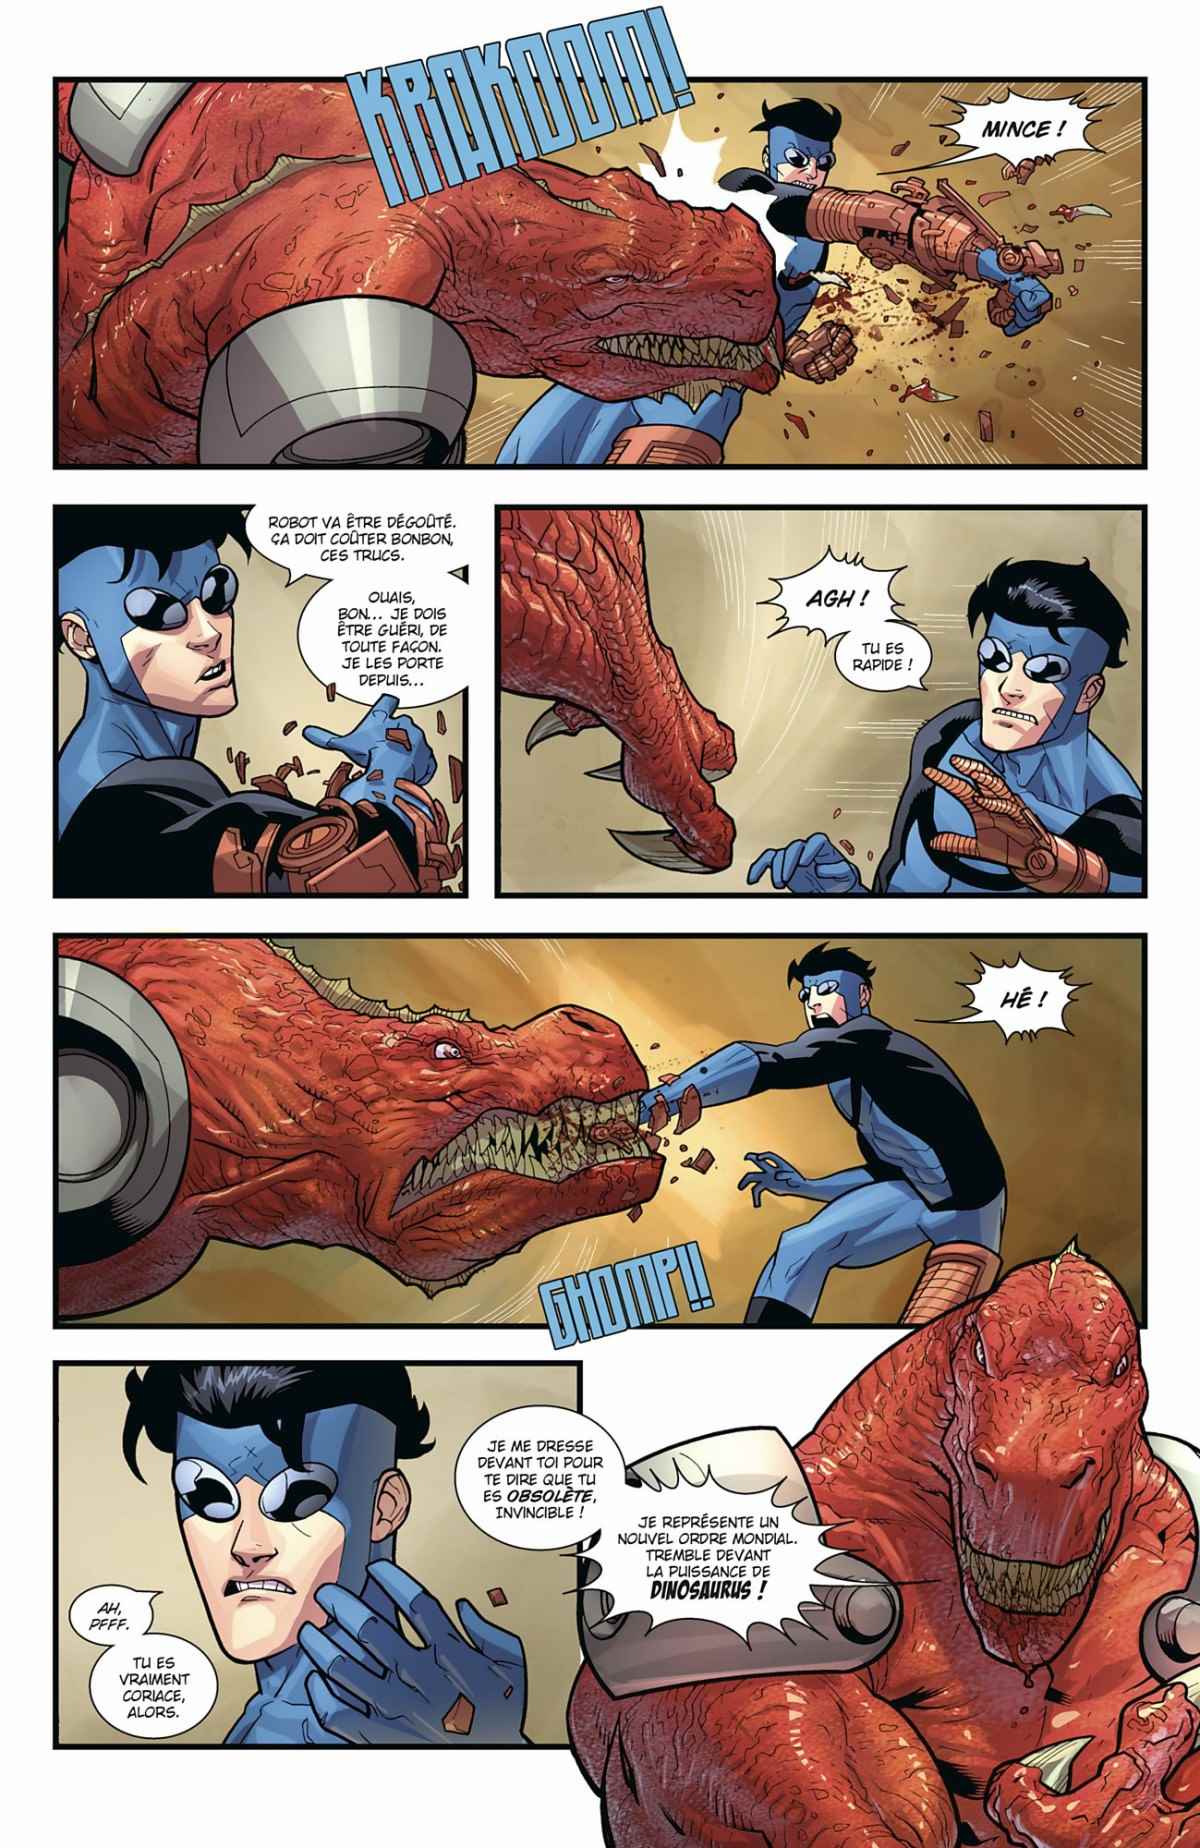 KRAKOOM!
MINCE !
ROBOT VA ÊTRE DÉGOÛTÉ.
ÇA DOIT COÛTER BONBON,
CES TRUCS.
OUAIS,
BON... JE DOIS
ÊTRE GUÉRI, DE
TOUTE FAÇON.
JE LES PORTE
DEPUIS...
AGH !
TU ES
RAPIDE !
HÉ !
GHOMP!!
JE ME DRESSE
DEVANT TOI POUR
TE DIRE QUE TU
ES OBSOLÈTE,
INVINCIBLE !
JE REPRÉSENTE UN
NOUVEL ORDRE MONDIAL.
TREMBLE DEVANT
LA PUISSANCE DE
DINOSAURUS !
AH,
PFFF.
TU ES
VRAIMENT
CORIACE,
ALORS.